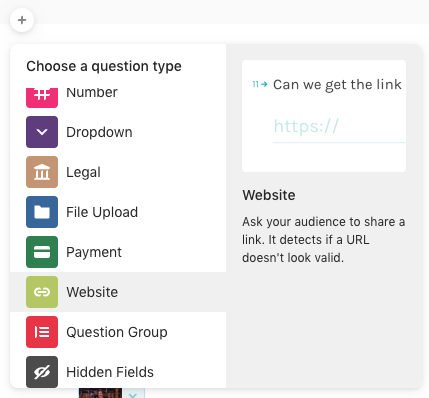 +
Choose a question type
Number
Dropdown
Legal
File Upload
Payment
Website
Question Group
Hidden Fields
11→ Can we get the link
https://
Website
Ask your audience to share a
link. It detects if a URL
doesn't look valid.